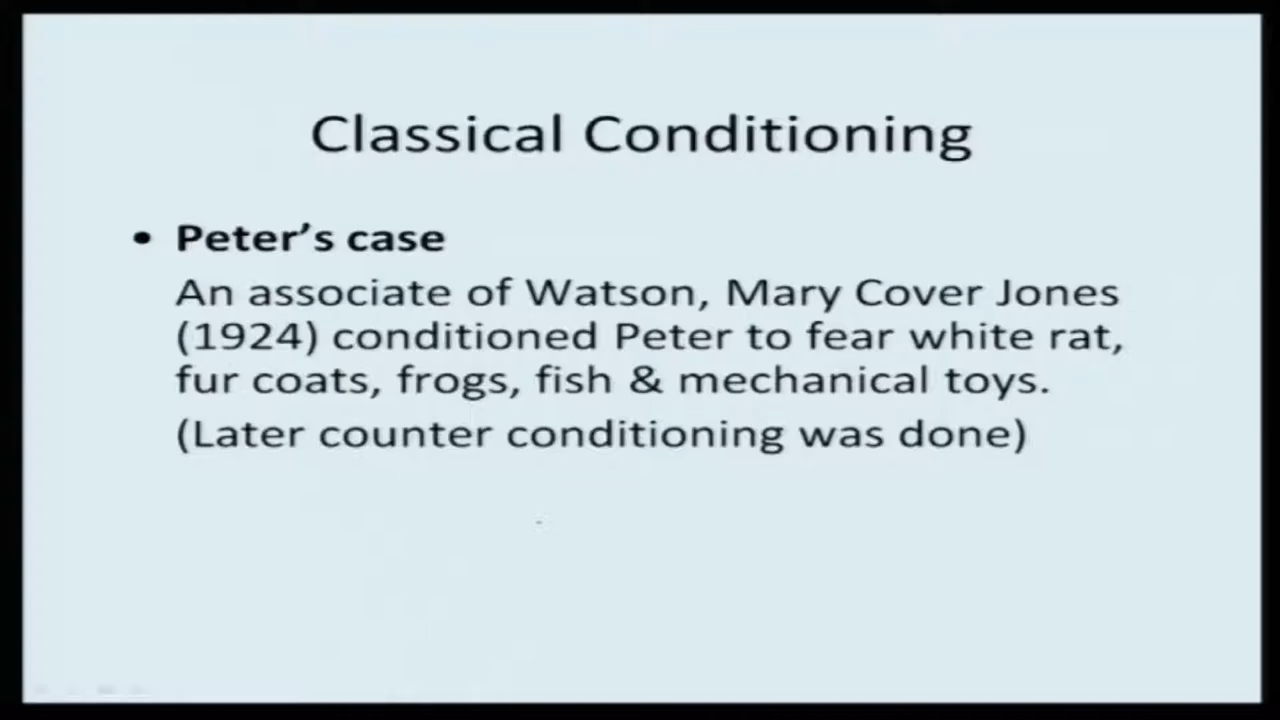 Classical Conditioning
• Peter's case
An associate of Watson, Mary Cover Jones
(1924) conditioned Peter to fear white rat,
fur coats, frogs, fish & mechanical toys.
(Later counter conditioning was done)